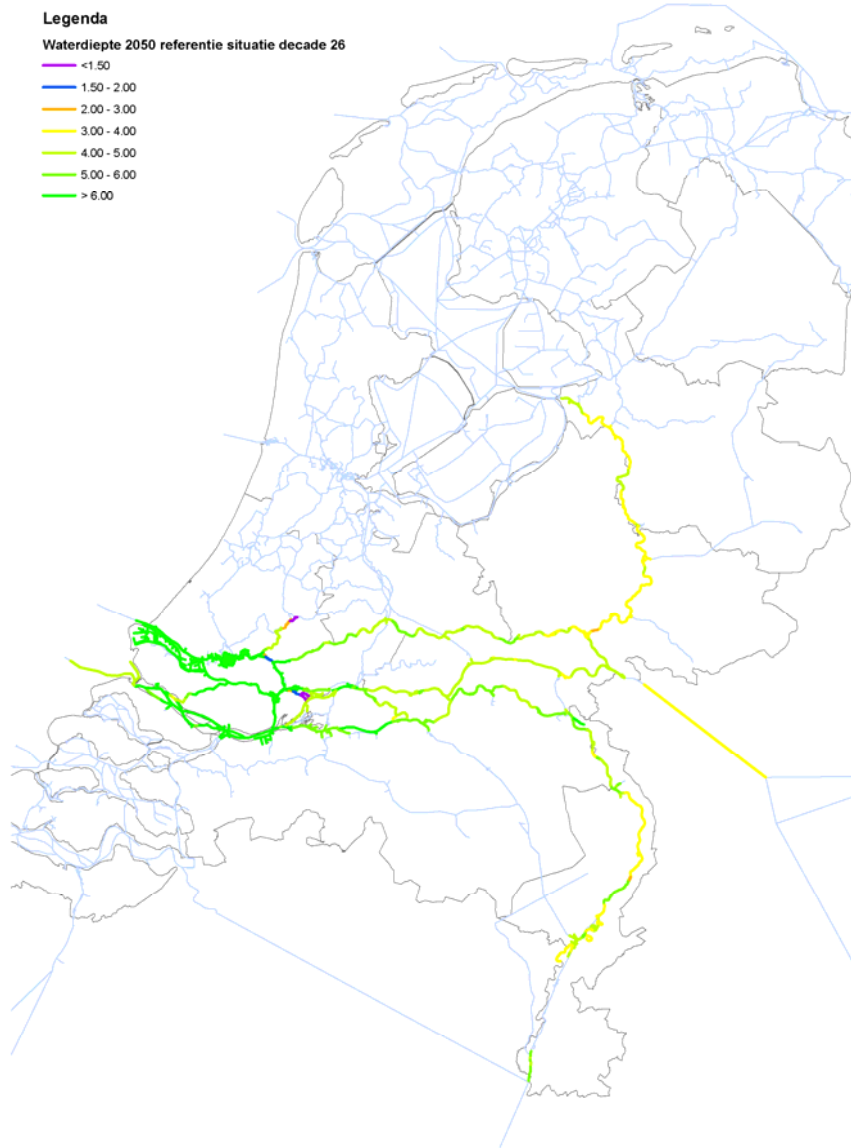 Legenda
Waterdiepte 2050 referentie situatie decade 26
<1.50
1.50 - 2.00
2.00 - 3.00
3.00 - 4.00
4.00 - 5.00
5.00 - 6.00
> 6.00